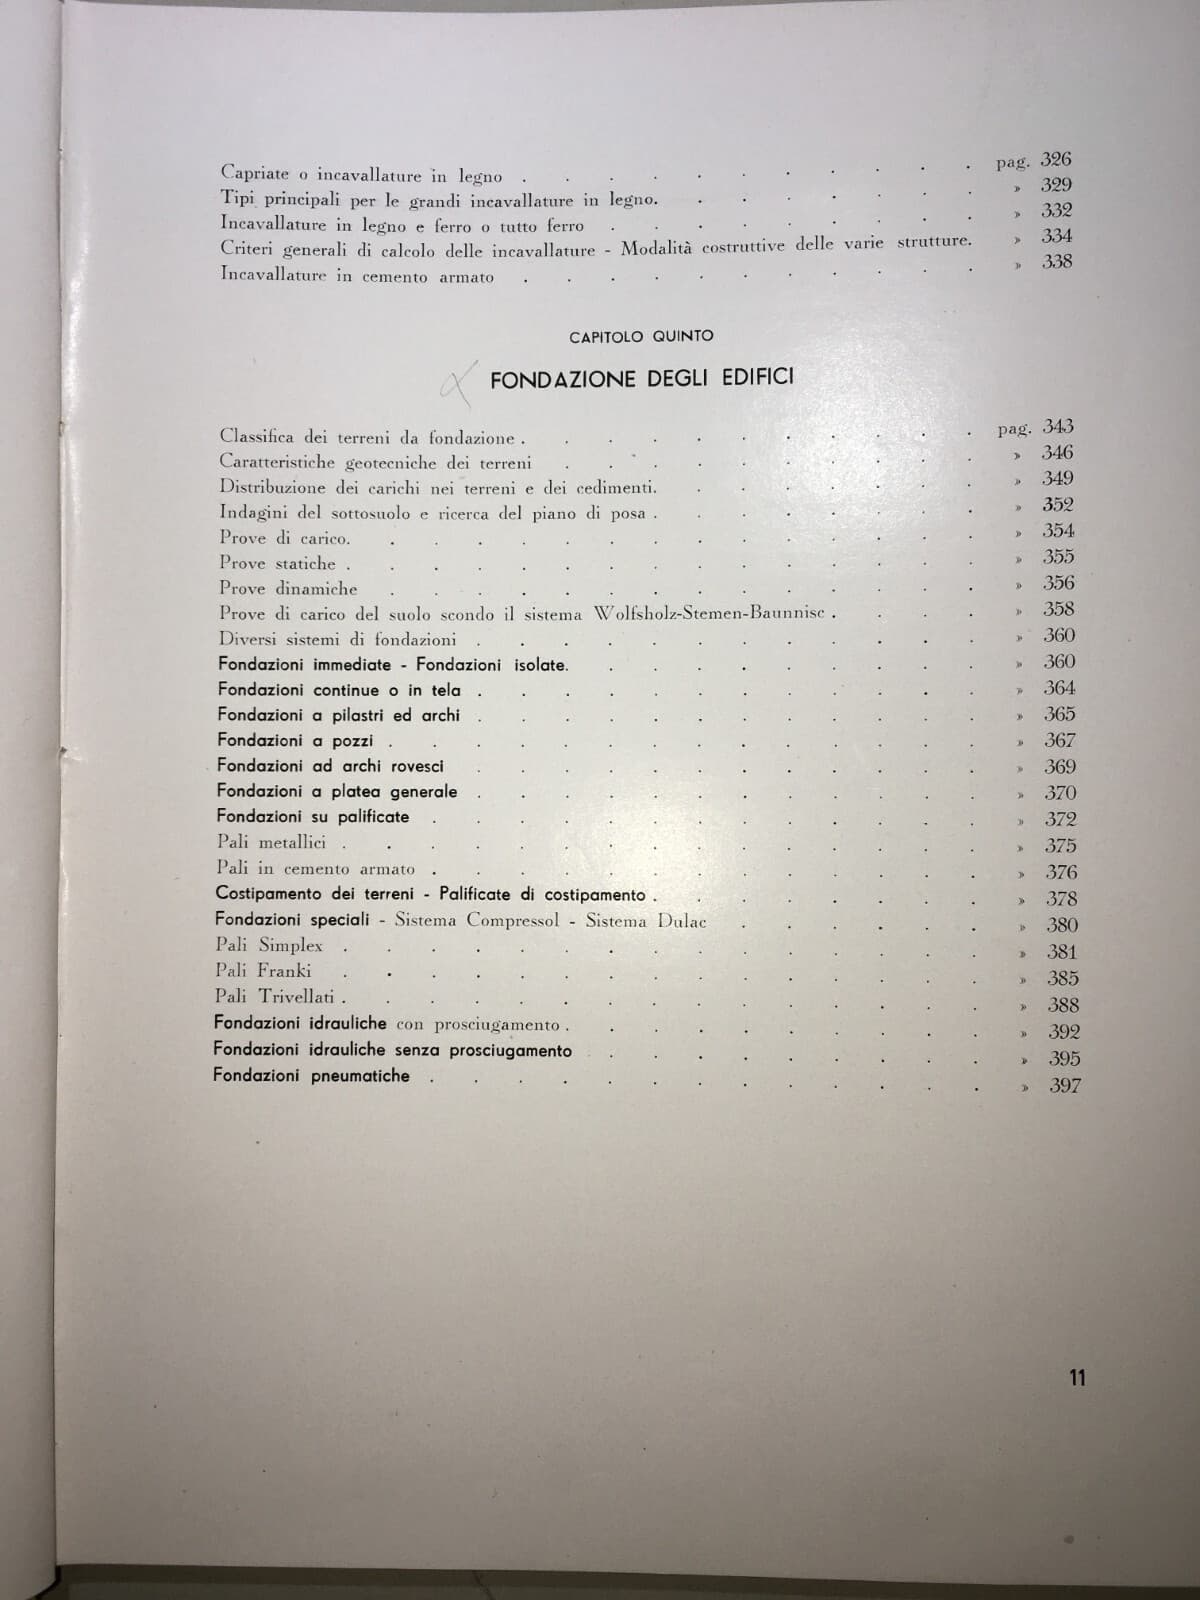 Capriate o incavallature in legno . . . . . . . . . . . pag. 326
Tipi principali per le grandi incavallature in legno. . . . . . . . » 329
Incavallature in legno e ferro o tutto ferro . . . . . . . . . » 332
Criteri generali di calcolo delle incavallature - Modalità costruttive delle varie strutture. » 334
Incavallature in cemento armato . . . . . . . . . . . » 338
CAPITOLO QUINTO
FONDAZIONE DEGLI EDIFICI
Classifica dei terreni da fondazione . . . . . . . . . . . pag. 343
Caratteristiche geotecniche dei terreni . . . . . . . . . . » 346
Distribuzione dei carichi nei terreni e dei cedimenti. . . . . . . . » 349
Indagini del sottosuolo e ricerca del piano di posa . . . . . . . . » 352
Prove di carico. . . . . . . . . . . . . . . » 354
Prove statiche . . . . . . . . . . . . . . . » 355
Prove dinamiche . . . . . . . . . . . . . . » 356
Prove di carico del suolo scondo il sistema Wolfsholz-Stemen-Baunnisc . . . . » 358
Diversi sistemi di fondazioni . . . . . . . . . . . . » 360
Fondazioni immediate - Fondazioni isolate. . . . . . . . . . » 360
Fondazioni continue o in tela . . . . . . . . . . . . » 364
Fondazioni a pilastri ed archi . . . . . . . . . . . . » 365
Fondazioni a pozzi . . . . . . . . . . . . . . » 367
Fondazioni ad archi rovesci . . . . . . . . . . . . » 369
Fondazioni a platea generale . . . . . . . . . . . . » 370
Fondazioni su palificate . . . . . . . . . . . . . » 372
Pali metallici . . . . . . . . . . . . . . . » 375
Pali in cemento armato . . . . . . . . . . . . . » 376
Costipamento dei terreni - Palificate di costipamento . . . . . . . . » 378
Fondazioni speciali - Sistema Compressol - Sistema Dulac . . . . . . » 380
Pali Simplex . . . . . . . . . . . . . . . » 381
Pali Franki . . . . . . . . . . . . . . . » 385
Pali Trivellati . . . . . . . . . . . . . . . » 388
Fondazioni idrauliche con prosciugamento . . . . . . . . . . » 392
Fondazioni idrauliche senza prosciugamento . . . . . . . . . . » 395
Fondazioni pneumatiche . . . . . . . . . . . . . » 397
11